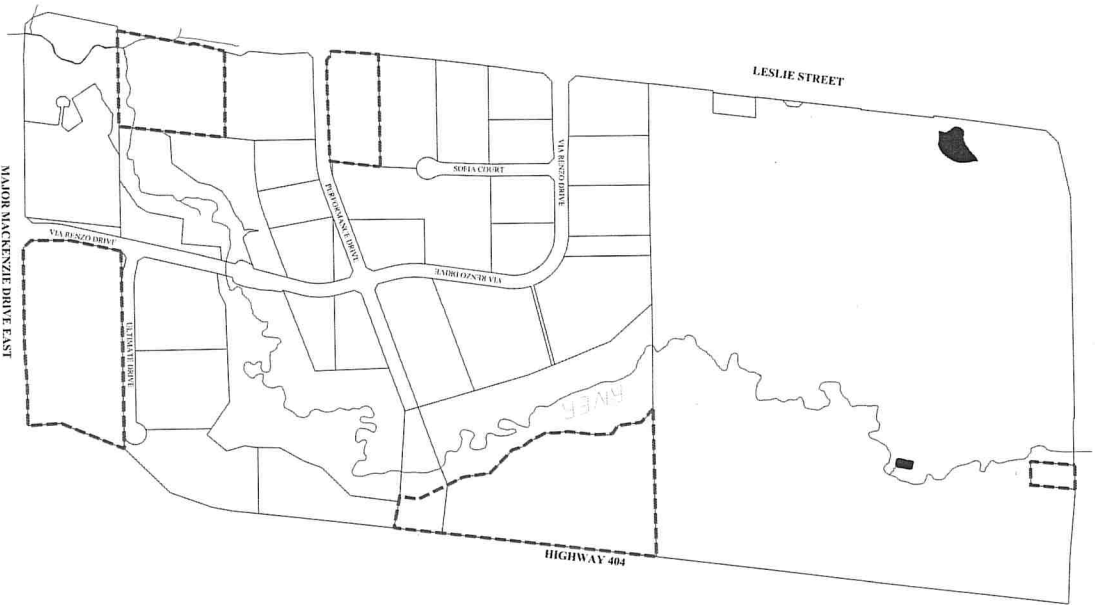 LESLIE STREET
VIA RENZO DRIVE
SOFIA COURT
PERFORMANCE DRIVE
MAJOR MACKENZIE DRIVE EAST
VIA RENZO DRIVE
VIA RENZO DRIVE
ULTIMATE DRIVE
RIVER
HIGHWAY 404